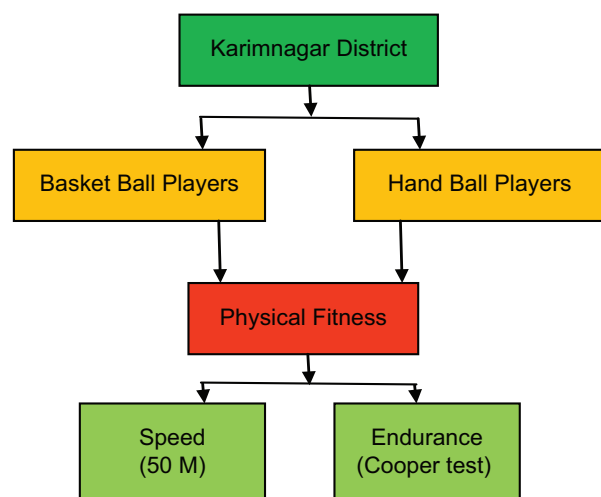 Karimnagar District
Basket Ball Players
Hand Ball Players
Physical Fitness
Speed
(50 M)
Endurance
(Cooper test)